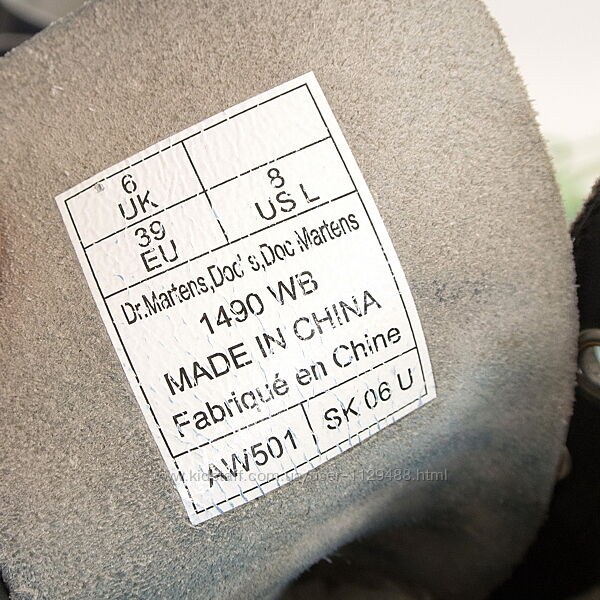 6
UK
39
EU
8
US L
Dr.Martens,Doc's,Doc Martens
1490 WB
MADE IN CHINA
Fabriqué en Chine
AW501
SK 06 U